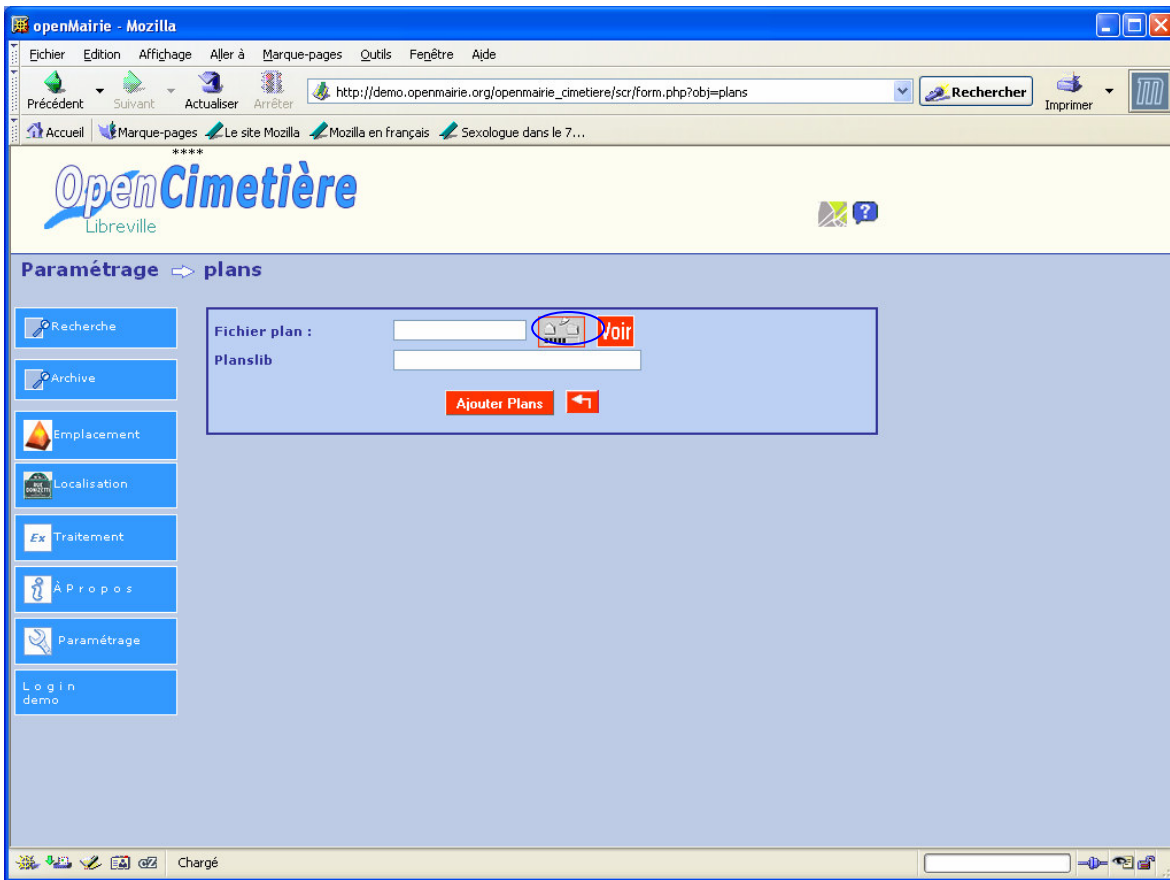 openMairie - Mozilla
Fichier Edition Affichage Aller à Marque-pages Outils Fenêtre Aide
Précédent Suivant Actualiser Arrêter http://demo.openmairie.org/openmairie_cimetiere/scr/form.php?obj=plans Rechercher Imprimer
Accueil Marque-pages Le site Mozilla Mozilla en français Sexologue dans le 7...
****
OpenCimetière
Libreville
?
Paramétrage ⇨ plans
Recherche
Archive
Emplacement
Localisation
Ex Traitement
À P r o p o s
Paramétrage
L o g i n
demo
Fichier plan : Voir
Planslib
Ajouter Plans
Chargé